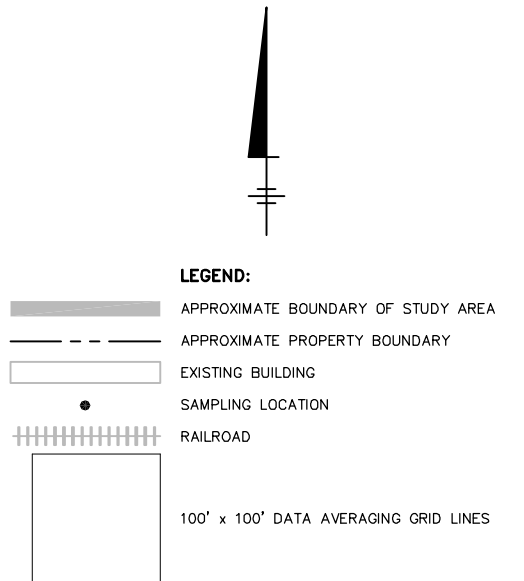 LEGEND:
APPROXIMATE BOUNDARY OF STUDY AREA
APPROXIMATE PROPERTY BOUNDARY
EXISTING BUILDING
SAMPLING LOCATION
RAILROAD
100' x 100' DATA AVERAGING GRID LINES